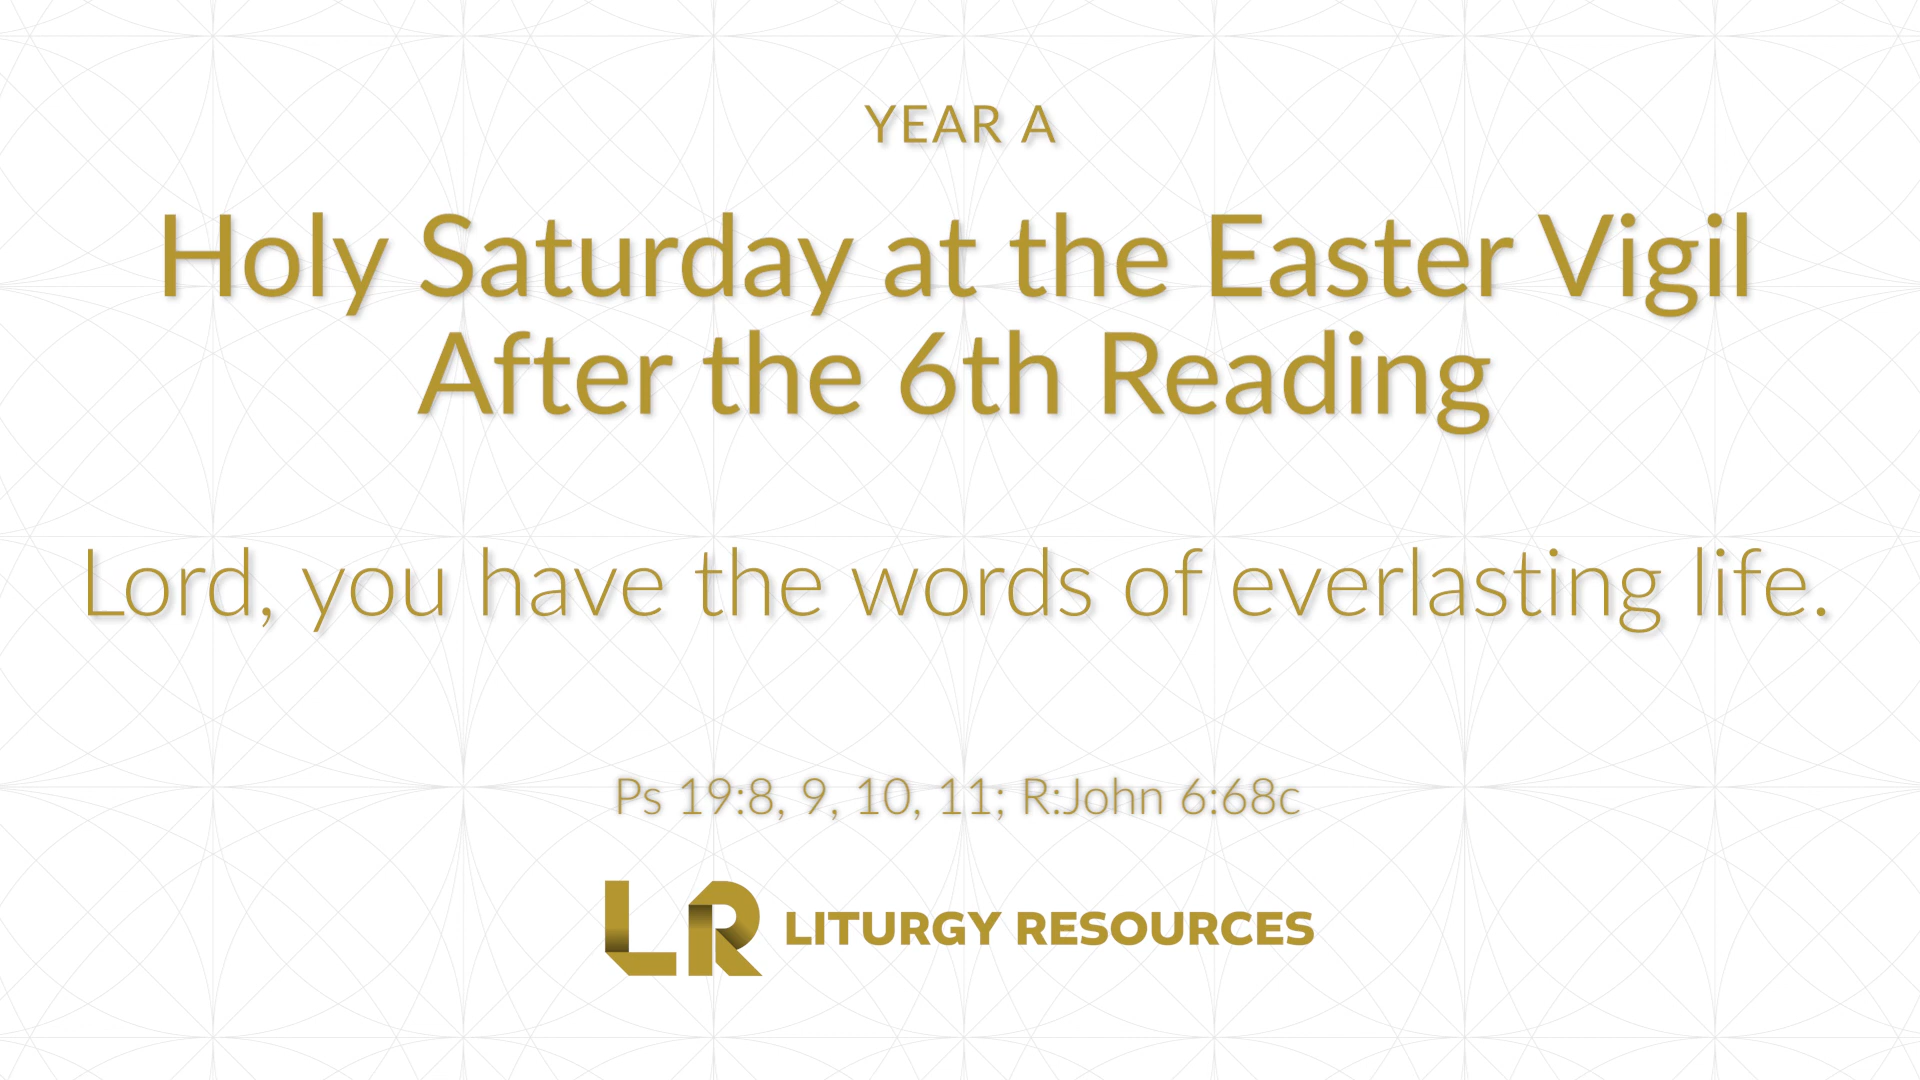 YEAR A
Holy Saturday at the Easter Vigil
After the 6th Reading
Lord, you have the words of everlasting life.
Ps 19:8, 9, 10, 11; R:John 6:68c
LR LITURGY RESOURCES